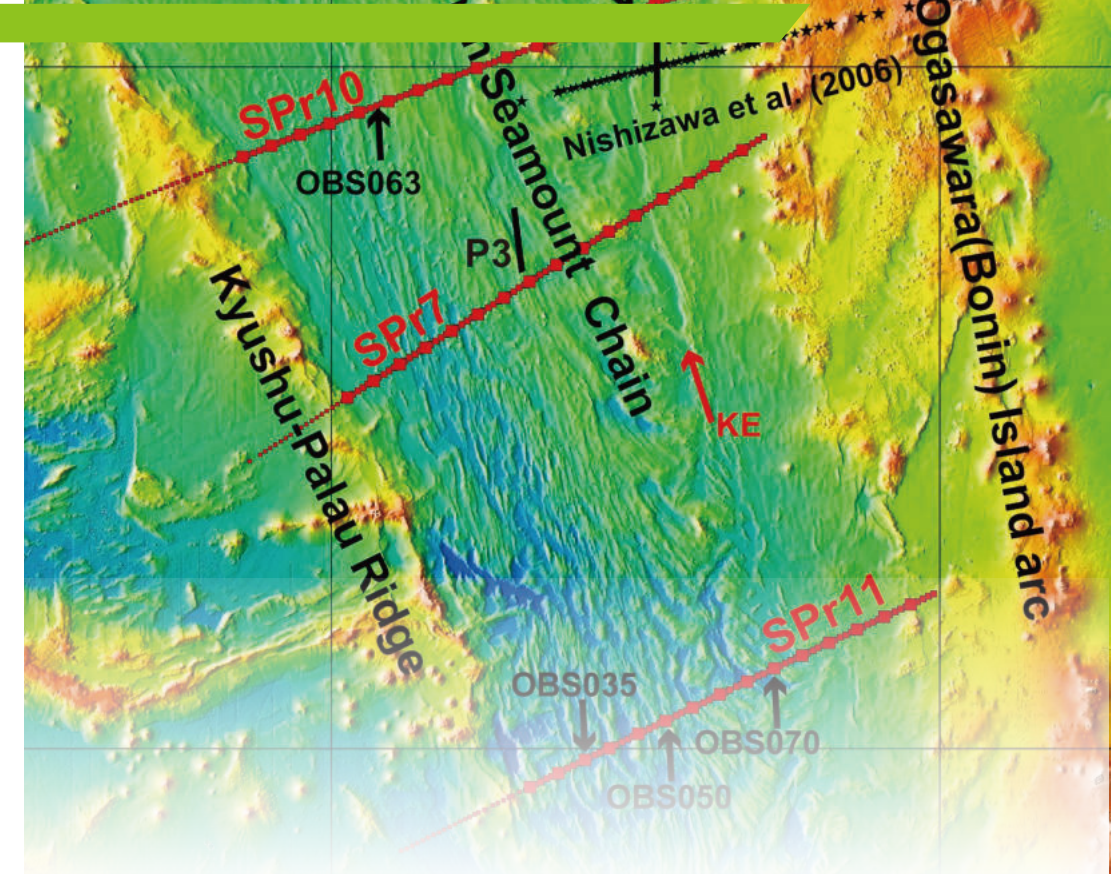 SPr10
OBS063
n Seamount Chain
Nishizawa et al. (2006)
Ogasawara(Bonin) Island arc
P3
Kyushu-Palau Ridge
SPr7
KE
SPr11
OBS035
OBS070
OBS050